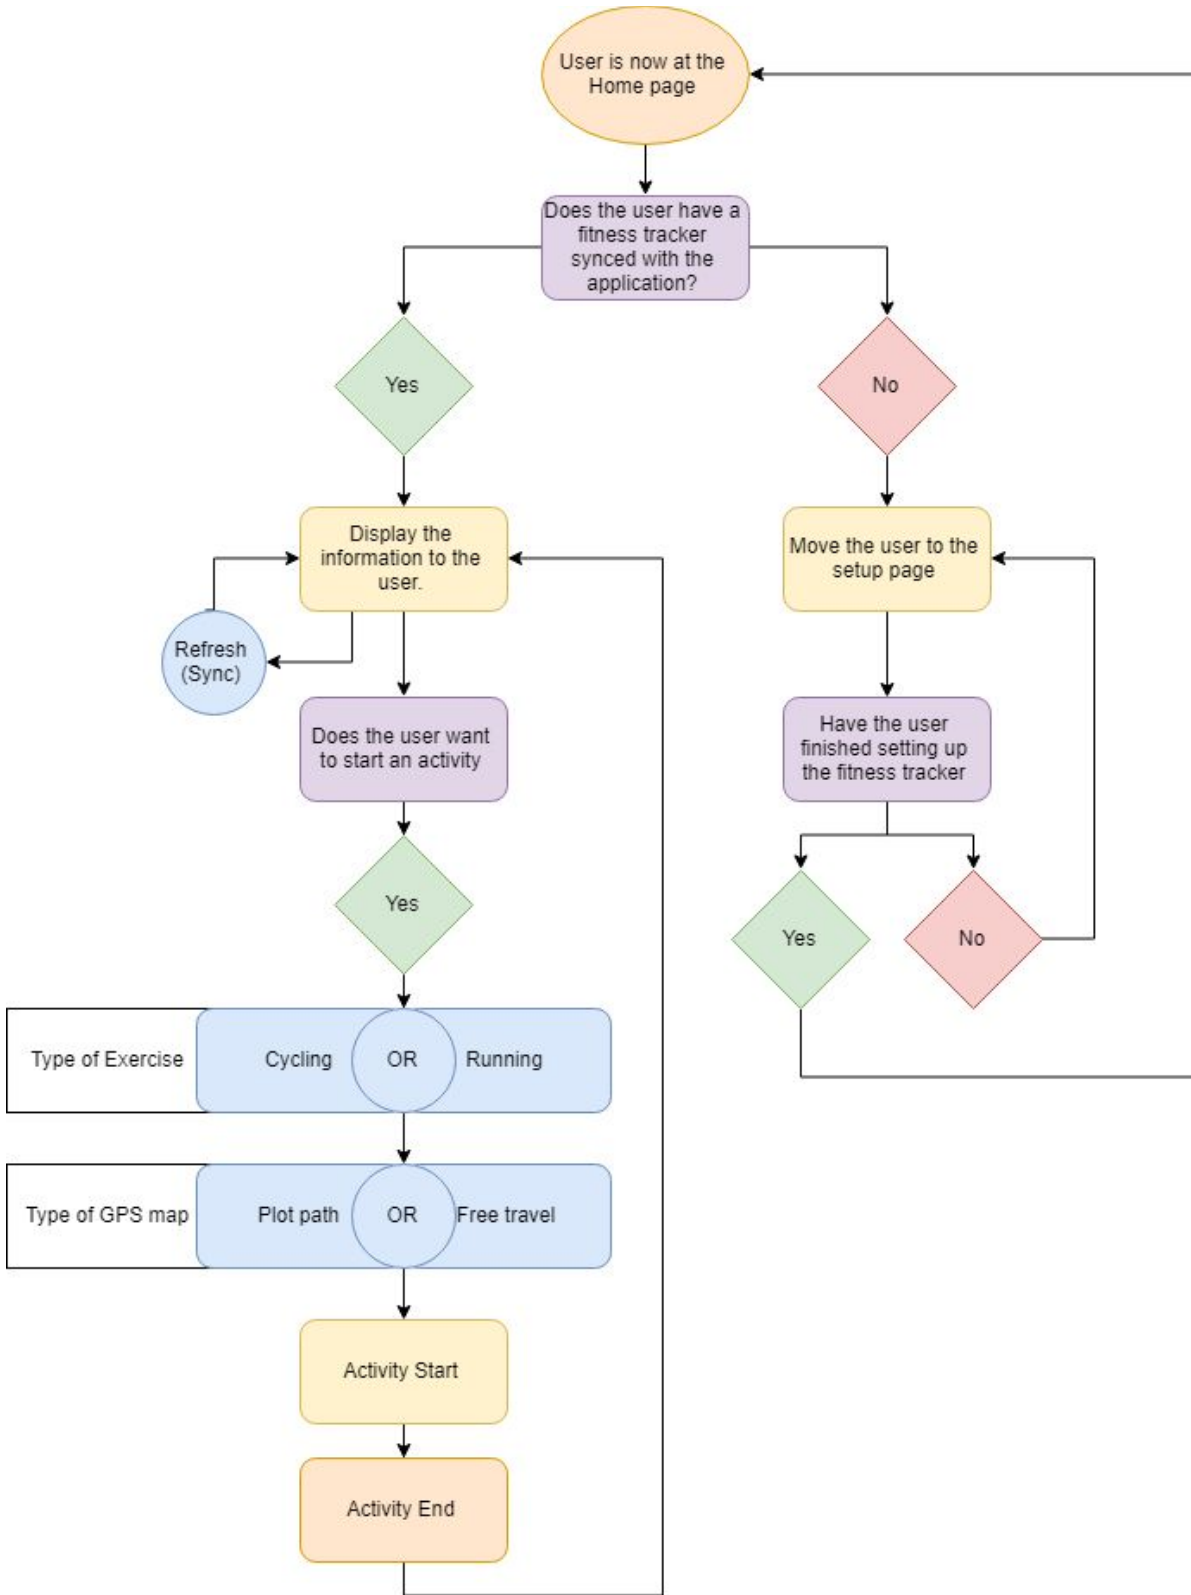 User is now at the
Home page
Does the user have a
fitness tracker
synced with the
application?
Yes
No
Display the
information to the
user.
Move the user to the
setup page
Refresh
(Sync)
Does the user want
to start an activity
Have the user
finished setting up
the fitness tracker
Yes
Yes
No
Type of Exercise
Cycling
OR
Running
Type of GPS map
Plot path
OR
Free travel
Activity Start
Activity End